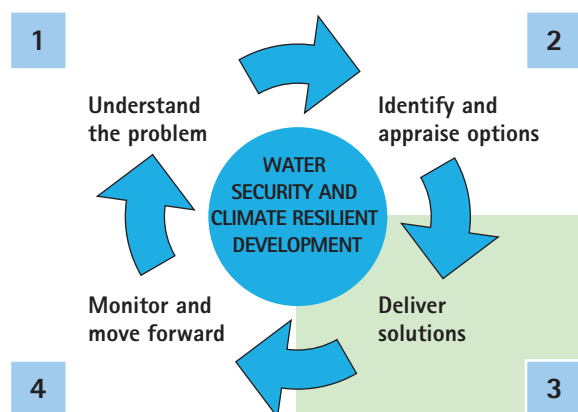 1
2
Understand
the problem
Identify and
appraise options
WATER
SECURITY AND
CLIMATE RESILIENT
DEVELOPMENT
Monitor and
move forward
Deliver
solutions
4
3